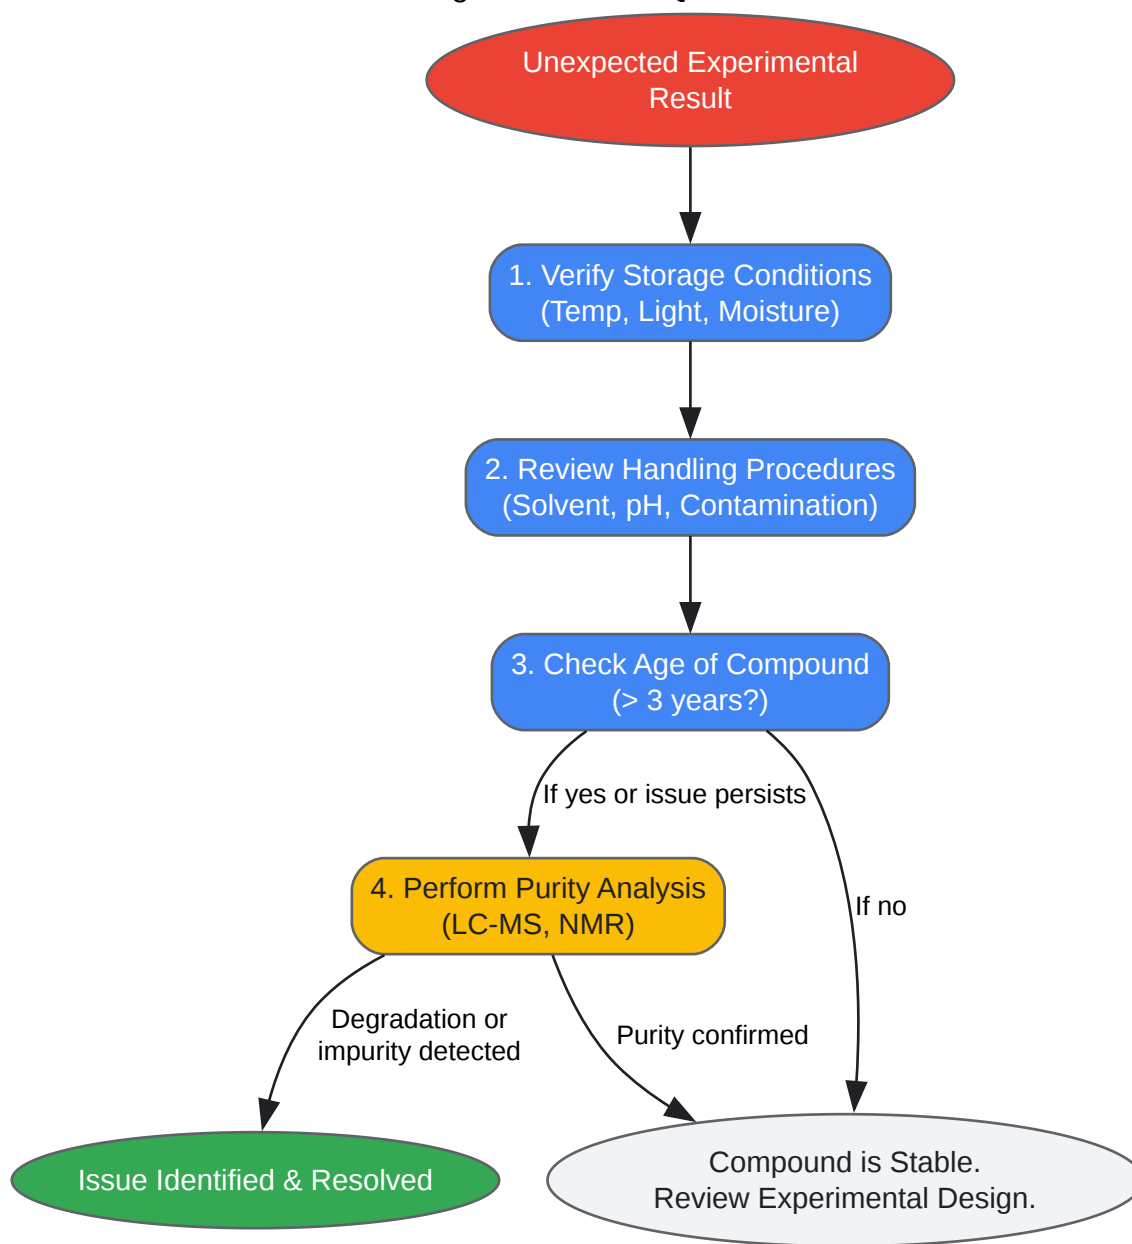 Unexpected Experimental
Result
1. Verify Storage Conditions
(Temp, Light, Moisture)
2. Review Handling Procedures
(Solvent, pH, Contamination)
3. Check Age of Compound
(> 3 years?)
If yes or issue persists
4. Perform Purity Analysis
(LC-MS, NMR)
If no
Degradation or
impurity detected
Purity confirmed
Issue Identified & Resolved
Compound is Stable.
Review Experimental Design.